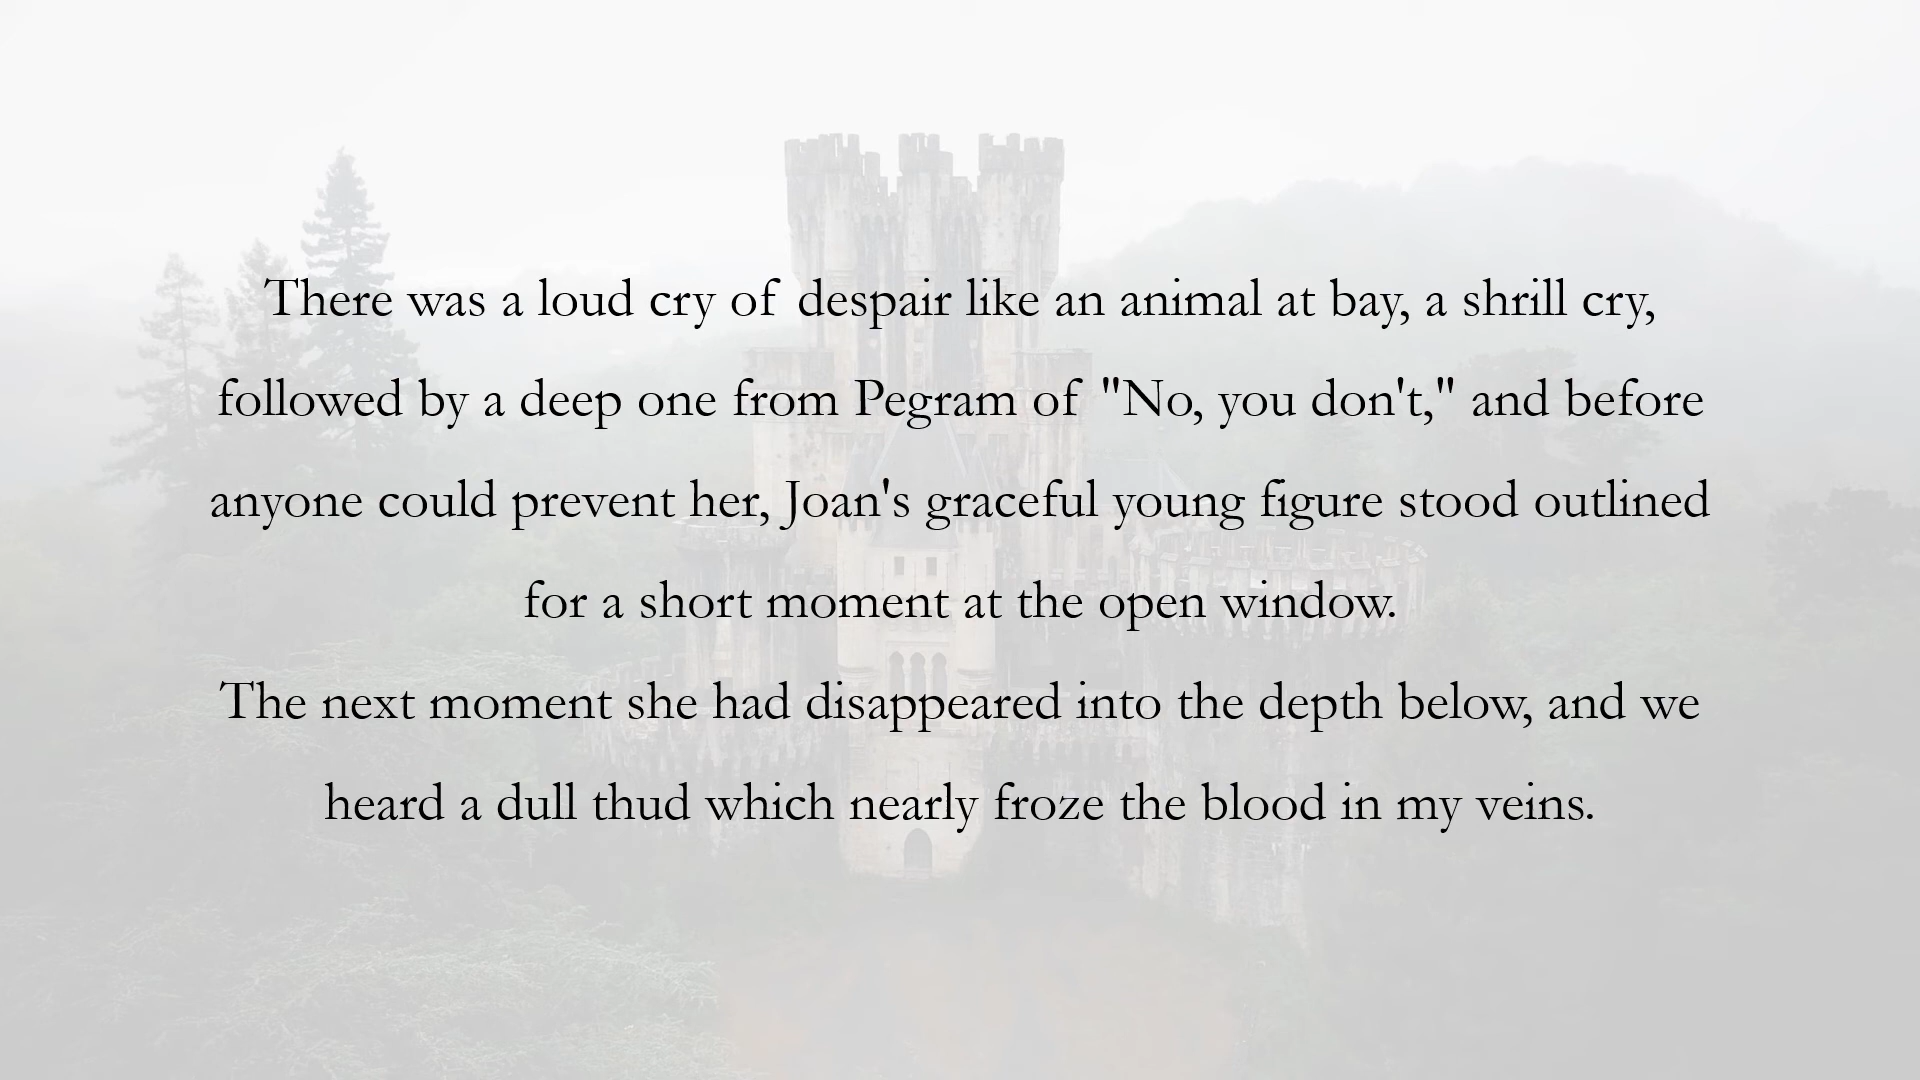 There was a loud cry of despair like an animal at bay, a shrill cry,
followed by a deep one from Pegram of "No, you don't," and before
anyone could prevent her, Joan's graceful young figure stood outlined
for a short moment at the open window.
The next moment she had disappeared into the depth below, and we
heard a dull thud which nearly froze the blood in my veins.